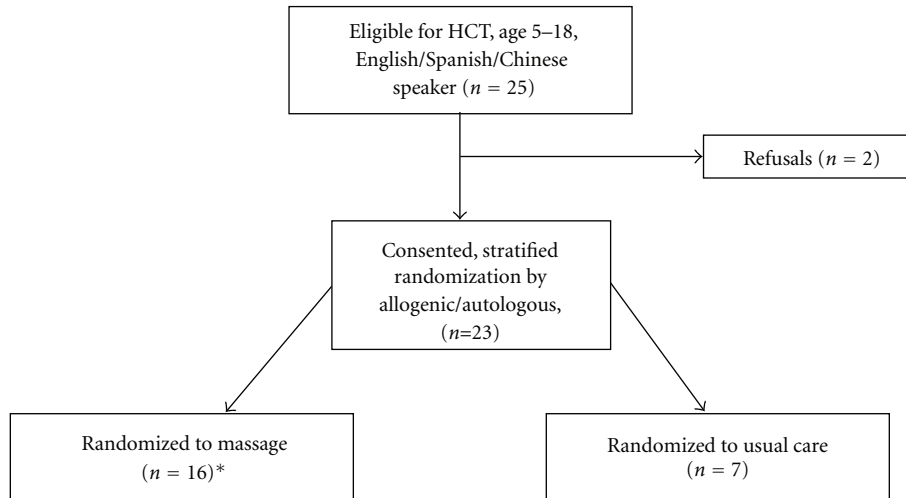 Eligible for HCT, age 5–18,
English/Spanish/Chinese
speaker (n = 25)
Refusals (n = 2)
Consented, stratified
randomization by
allogenic/autologous,
(n=23)
Randomized to massage
(n = 16)*
Randomized to usual care
(n = 7)